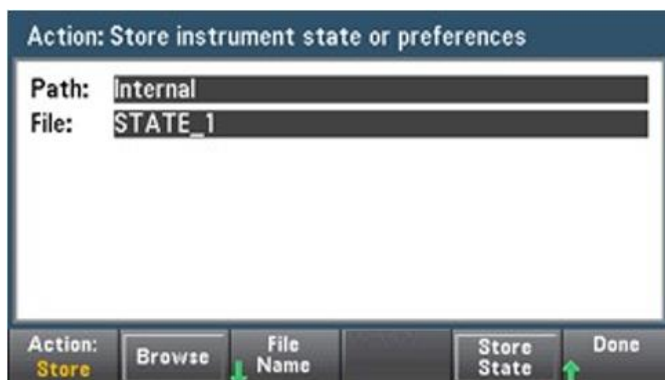 Action: Store instrument state or preferences
Path: Internal
File: STATE_1
Action: Store
Browse
File Name
Store State
Done